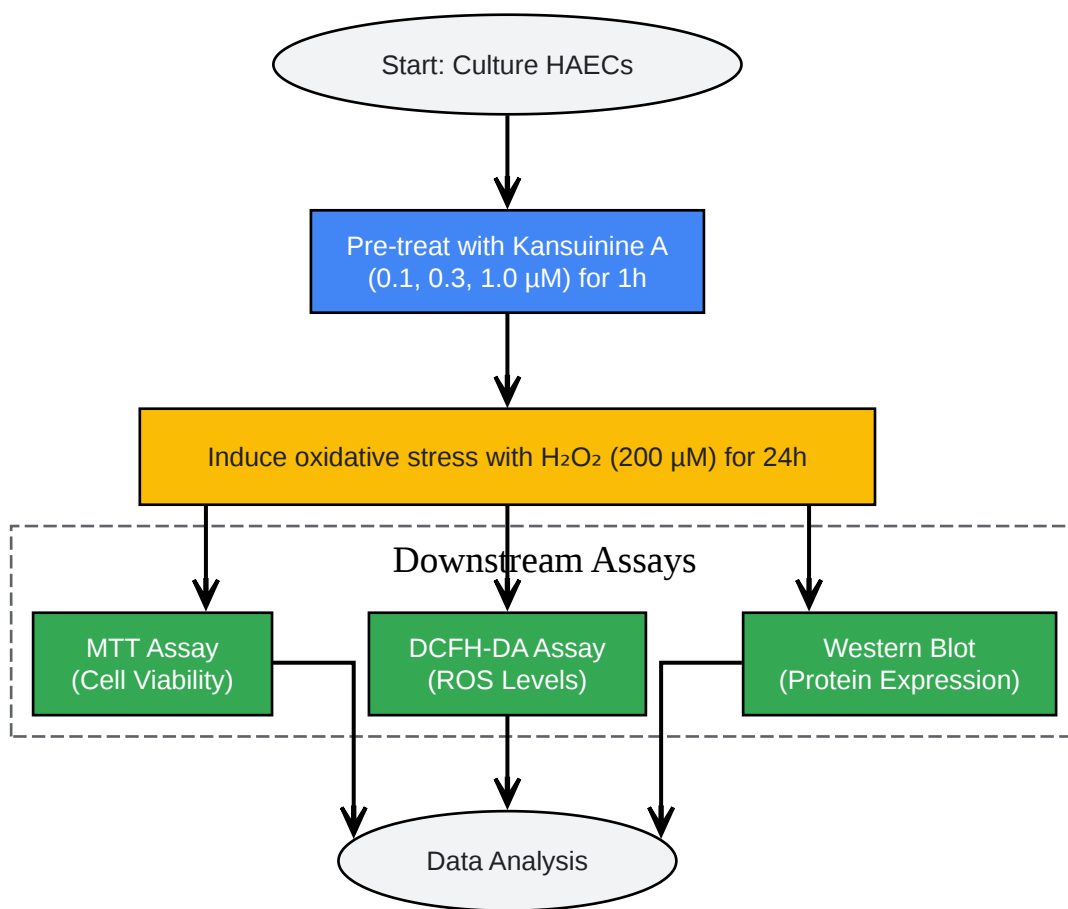 Start: Culture HAECs
Pre-treat with Kansuinine A
(0.1, 0.3, 1.0 µM) for 1h
Induce oxidative stress with H₂O₂ (200 µM) for 24h
Downstream Assays
MTT Assay
(Cell Viability)
DCFH-DA Assay
(ROS Levels)
Western Blot
(Protein Expression)
Data Analysis